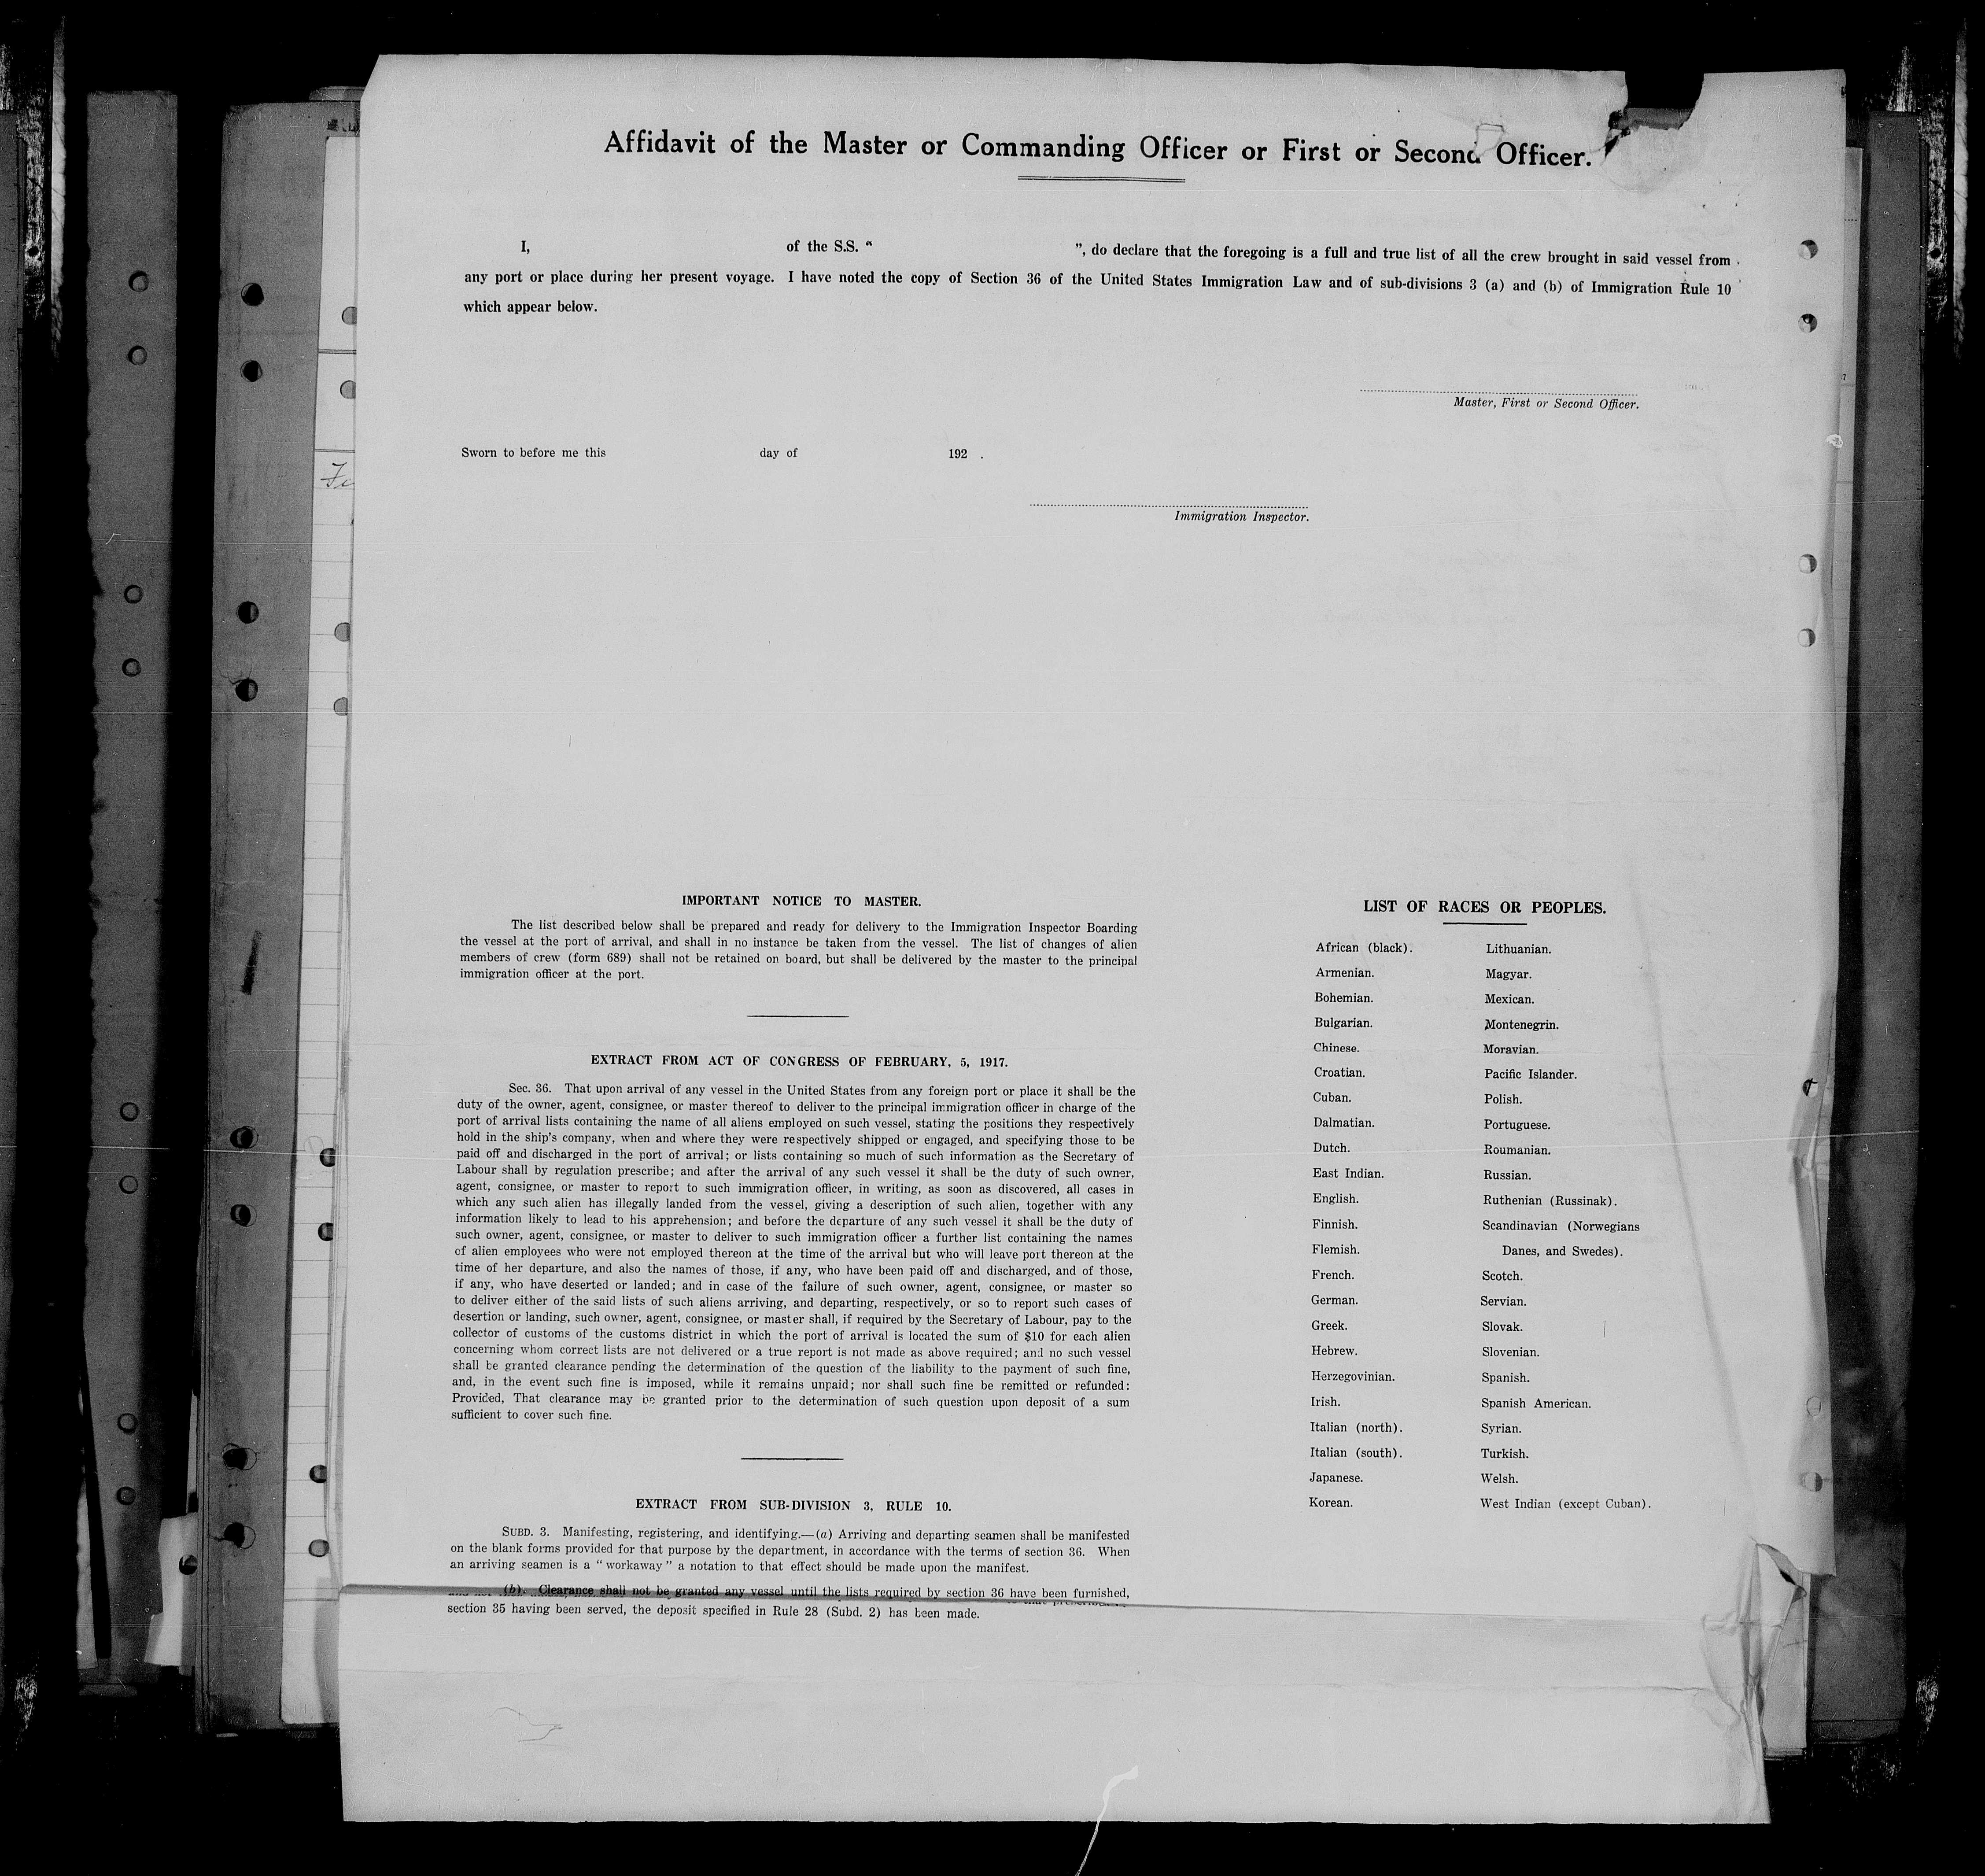 Affidavit of the Master or Commanding Officer or First or Second Officer.
I, of the S.S. “ ”, do declare that the foregoing is a full and true list of all the crew brought in said vessel from
any port or place during her present voyage. I have noted the copy of Section 36 of the United States Immigration Law and of sub-divisions 3 (a) and (b) of Immigration Rule 10
which appear below.
Master, First or Second Officer.
Sworn to before me this day of 192 .
Immigration Inspector.
IMPORTANT NOTICE TO MASTER.
The list described below shall be prepared and ready for delivery to the Immigration Inspector Boarding
the vessel at the port of arrival, and shall in no instance be taken from the vessel. The list of changes of alien
members of crew (form 689) shall not be retained on board, but shall be delivered by the master to the principal
immigration officer at the port.
EXTRACT FROM ACT OF CONGRESS OF FEBRUARY, 5, 1917.
Sec. 36. That upon arrival of any vessel in the United States from any foreign port or place it shall be the
duty of the owner, agent, consignee, or master thereof to deliver to the principal immigration officer in charge of the
port of arrival lists containing the name of all aliens employed on such vessel, stating the positions they respectively
hold in the ship's company, when and where they were respectively shipped or engaged, and specifying those to be
paid off and discharged in the port of arrival; or lists containing so much of such information as the Secretary of
Labour shall by regulation prescribe; and after the arrival of any such vessel it shall be the duty of such owner,
agent, consignee, or master to report to such immigration officer, in writing, as soon as discovered, all cases in
which any such alien has illegally landed from the vessel, giving a description of such alien, together with any
information likely to lead to his apprehension; and before the departure of any such vessel it shall be the duty of
such owner, agent, consignee, or master to deliver to such immigration officer a further list containing the names
of alien employees who were not employed thereon at the time of the arrival but who will leave port thereon at the
time of her departure, and also the names of those, if any, who have been paid off and discharged, and of those,
if any, who have deserted or landed; and in case of the failure of such owner, agent, consignee, or master so
to deliver either of the said lists of such aliens arriving, and departing, respectively, or so to report such cases of
desertion or landing, such owner, agent, consignee, or master shall, if required by the Secretary of Labour, pay to the
collector of customs of the customs district in which the port of arrival is located the sum of $10 for each alien
concerning whom correct lists are not delivered or a true report is not made as above required; and no such vessel
shall be granted clearance pending the determination of the question of the liability to the payment of such fine,
and, in the event such fine is imposed, while it remains unpaid; nor shall such fine be remitted or refunded:
Provided, That clearance may be granted prior to the determination of such question upon deposit of a sum
sufficient to cover such fine.
EXTRACT FROM SUB-DIVISION 3, RULE 10.
SUBD. 3. Manifesting, registering, and identifying.—(a) Arriving and departing seamen shall be manifested
on the blank forms provided for that purpose by the department, in accordance with the terms of section 36. When
an arriving seamen is a “ workaway ” a notation to that effect should be made upon the manifest.
(b). Clearance shall not be granted any vessel until the lists required by section 36 have been furnished,
section 35 having been served, the deposit specified in Rule 28 (Subd. 2) has been made.
LIST OF RACES OR PEOPLES.
African (black).
Armenian.
Bohemian.
Bulgarian.
Chinese.
Croatian.
Cuban.
Dalmatian.
Dutch.
East Indian.
English.
Finnish.
Flemish.
French.
German.
Greek.
Hebrew.
Herzegovinian.
Irish.
Italian (north).
Italian (south).
Japanese.
Korean.
Lithuanian.
Magyar.
Mexican.
Montenegrin.
Moravian.
Pacific Islander.
Polish.
Portuguese.
Roumanian.
Russian.
Ruthenian (Russinak).
Scandinavian (Norwegians
Danes, and Swedes).
Scotch.
Servian.
Slovak.
Slovenian.
Spanish.
Spanish American.
Syrian.
Turkish.
Welsh.
West Indian (except Cuban).